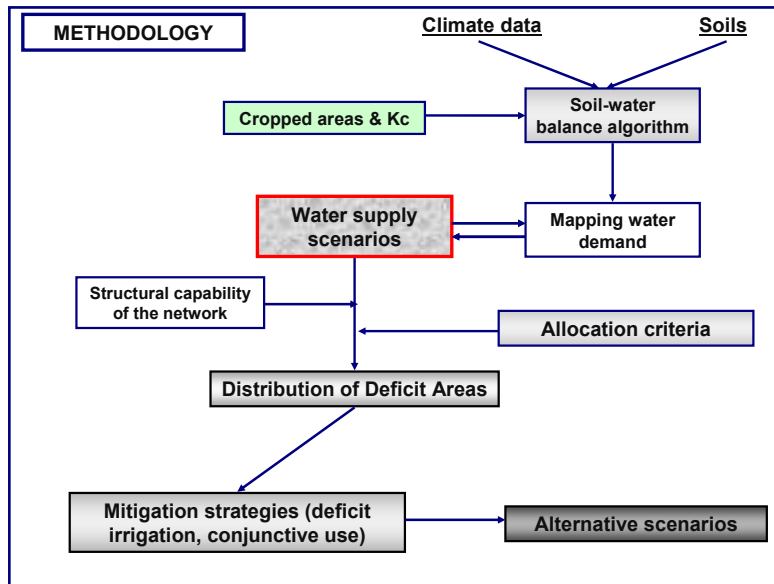 METHODOLOGY
Climate data
Soils
Cropped areas & Kc
Soil-water
balance algorithm
Water supply
scenarios
Mapping water
demand
Structural capability
of the network
Allocation criteria
Distribution of Deficit Areas
Mitigation strategies (deficit
irrigation, conjunctive use)
Alternative scenarios